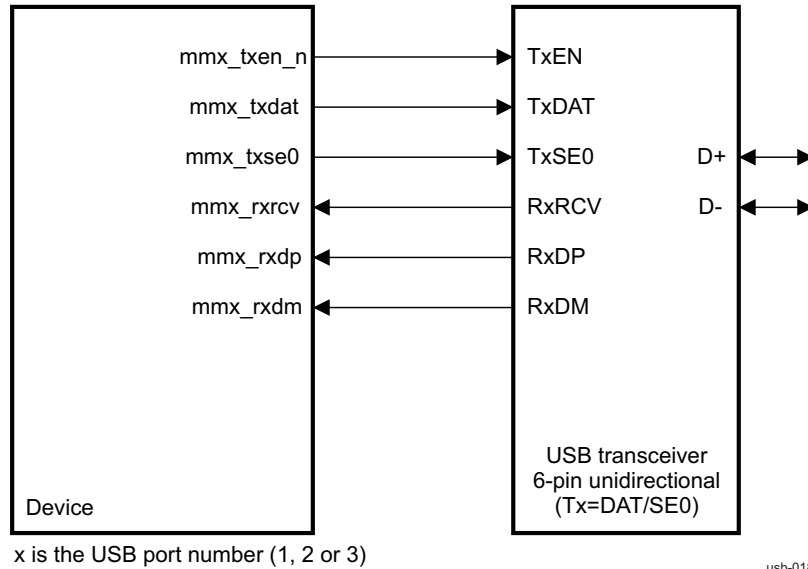 mmx_txen_n TxEN
mmx_txdat TxDAT
mmx_txse0 TxSE0 D+
mmx_rxrcv RxRCV D-
mmx_rxdp RxDP
mmx_rxdm RxDM
USB transceiver
6-pin unidirectional
Device (Tx=DAT/SE0)
x is the USB port number (1, 2 or 3)